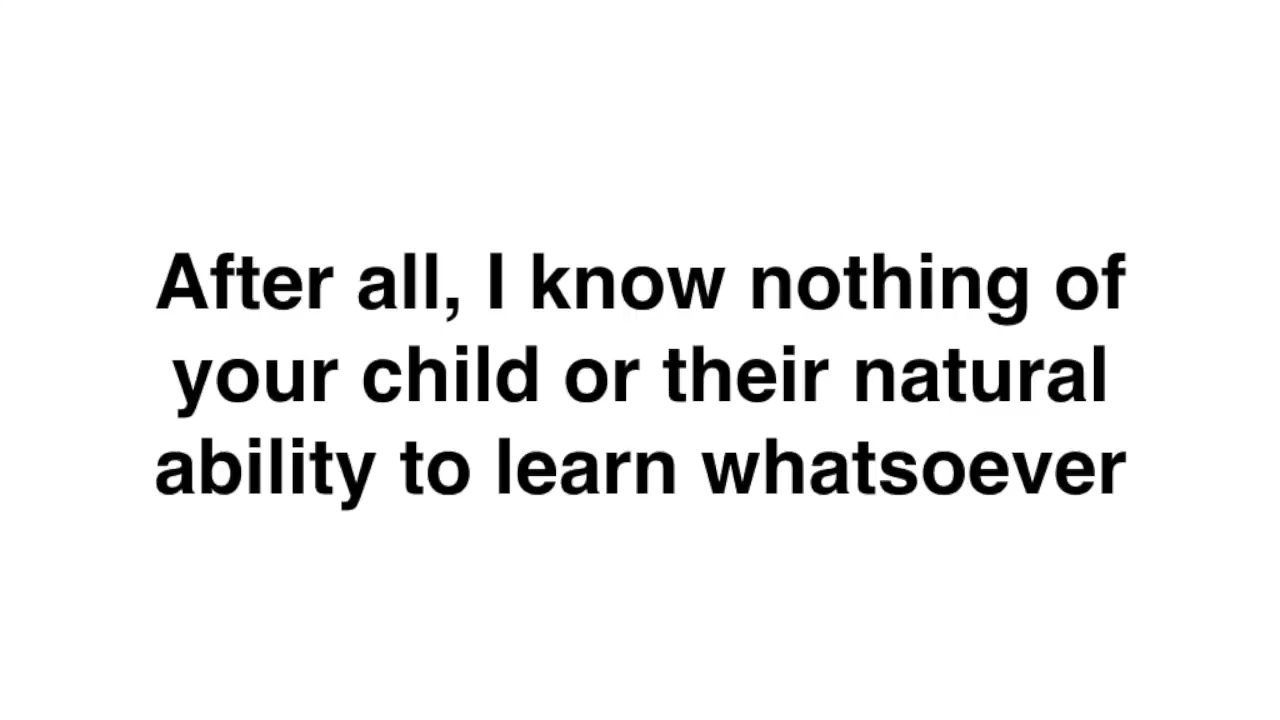 After all, I know nothing of
your child or their natural
ability to learn whatsoever